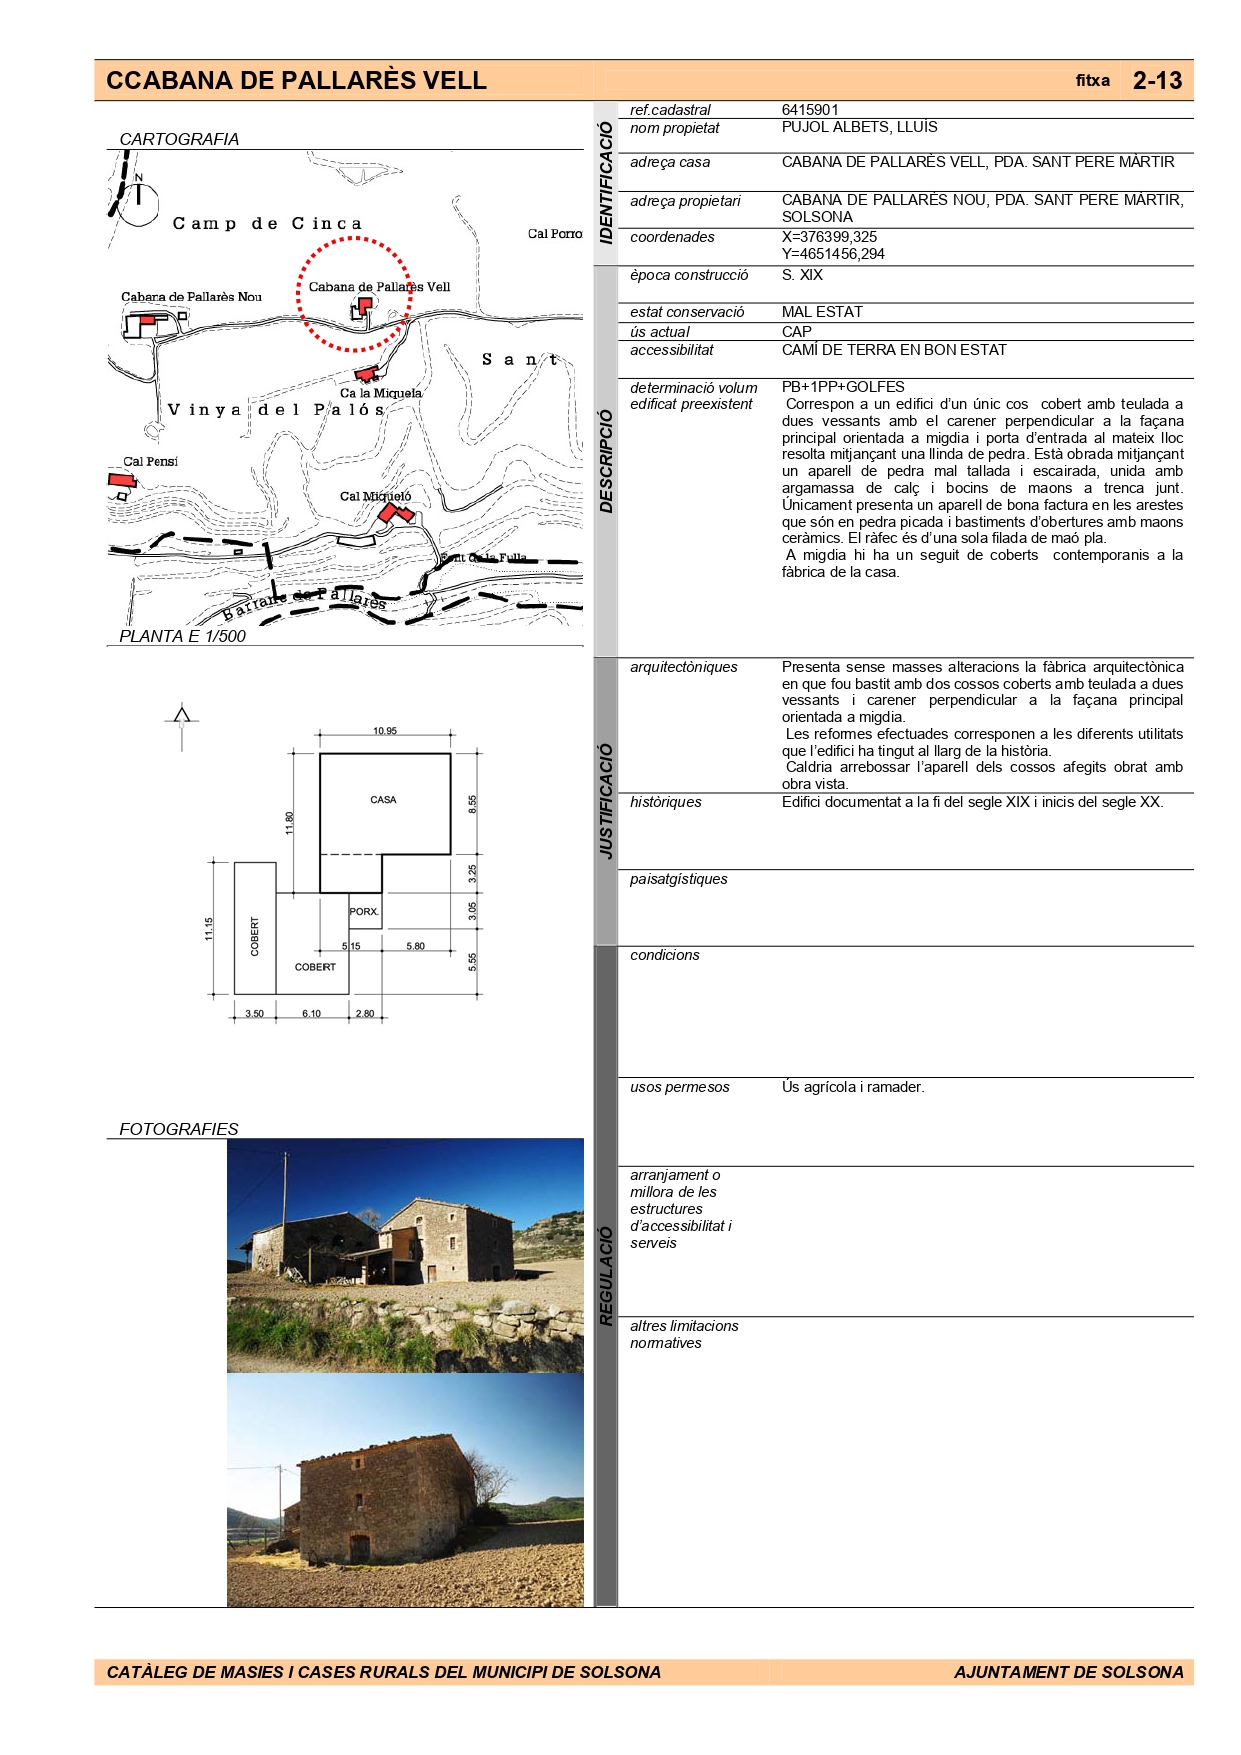 CCABANA DE PALLARÈS VELL
fitxa 2-13
CARTOGRAFIA
N
Camp de Cinca
Cal Porro
Cabana de Pallarès Vell
Cabana de Pallarès Nou
Sant
Ca la Miquela
Vinya del Palós
Cal Pensí
Cal Miqueló
Font de la Fulla
Barranc de Pallarès
PLANTA E 1/500
10.95
CASA
11.80
8.55
3.25
3.05
5.55
PORX.
11.15
COBERT
5.15
5.80
COBERT
3.50
6.10
2.80
FOTOGRAFIES
IDENTIFICACIÓ
ref.cadastral 6415901
nom propietat PUJOL ALBETS, LLUÍS
adreça casa CABANA DE PALLARÈS VELL, PDA. SANT PERE MÀRTIR
adreça propietari CABANA DE PALLARÈS NOU, PDA. SANT PERE MÀRTIR,
SOLSONA
coordenades X=376399,325
Y=4651456,294
DESCRIPCIÓ
època construcció S. XIX
estat conservació MAL ESTAT
ús actual CAP
accessibilitat CAMÍ DE TERRA EN BON ESTAT
determinació volum PB+1PP+GOLFES
edificat preexistent Correspon a un edifici d’un únic cos cobert amb teulada a
dues vessants amb el carener perpendicular a la façana
principal orientada a migdia i porta d’entrada al mateix lloc
resolta mitjançant una llinda de pedra. Està obrada mitjançant
un aparell de pedra mal tallada i escairada, unida amb
argamassa de calç i bocins de maons a trenca junt.
Únicament presenta un aparell de bona factura en les arestes
que són en pedra picada i bastiments d’obertures amb maons
ceràmics. El ràfec és d’una sola filada de maó pla.
A migdia hi ha un seguit de coberts contemporanis a la
fàbrica de la casa.
JUSTIFICACIÓ
arquitectòniques Presenta sense masses alteracions la fàbrica arquitectònica
en que fou bastit amb dos cossos coberts amb teulada a dues
vessants i carener perpendicular a la façana principal
orientada a migdia.
Les reformes efectuades corresponen a les diferents utilitats
que l’edifici ha tingut al llarg de la història.
Caldria arrebossar l’aparell dels cossos afegits obrat amb
obra vista.
històriques Edifici documentat a la fi del segle XIX i inicis del segle XX.
paisatgístiques
REGULACIÓ
condicions
usos permesos Ús agrícola i ramader.
arranjament o
millora de les
estructures
d’accessibilitat i
serveis
altres limitacions
normatives
CATÀLEG DE MASIES I CASES RURALS DEL MUNICIPI DE SOLSONA
AJUNTAMENT DE SOLSONA